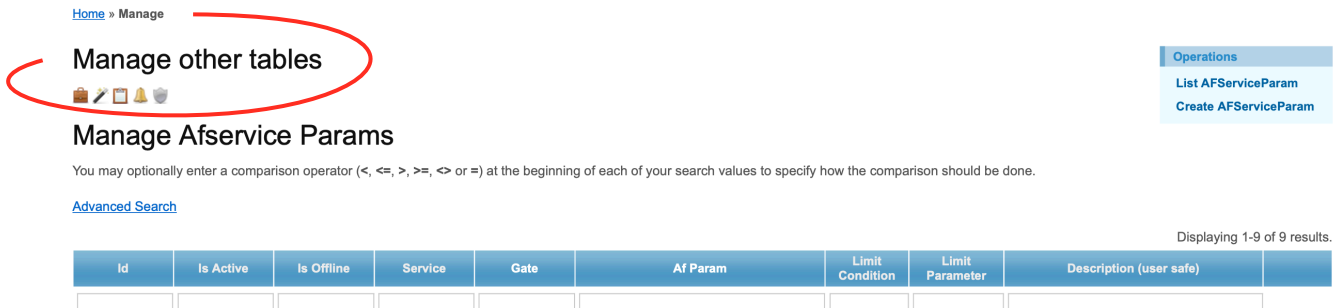 Home » Manage
Manage other tables
Operations
List AFServiceParam
Create AFServiceParam
Manage Afservice Params
You may optionally enter a comparison operator (<, <=, >, >=, <> or =) at the beginning of each of your search values to specify how the comparison should be done.
Advanced Search
Displaying 1-9 of 9 results.
Id Is Active Is Offline Service Gate Af Param Limit Condition Limit Parameter Description (user safe)